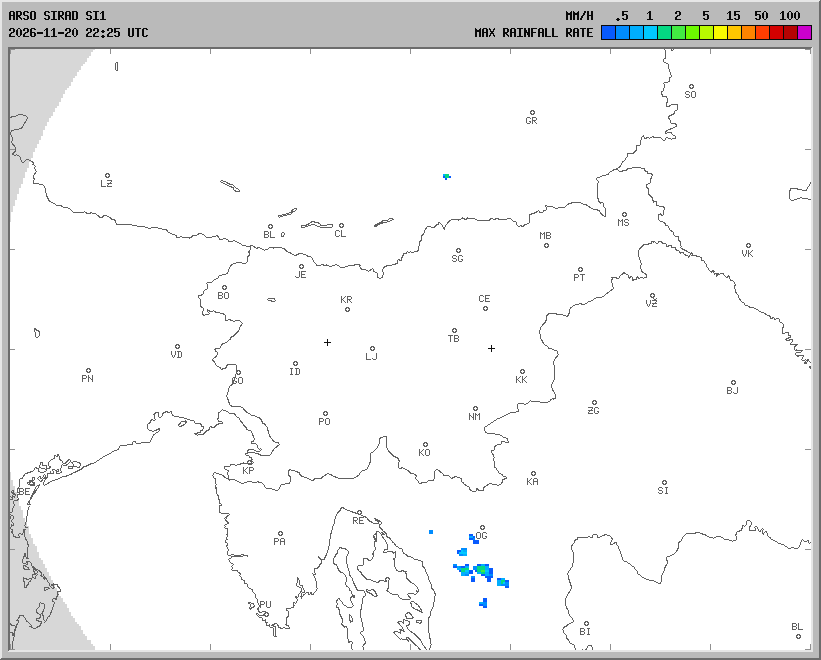 ARSO SIRAD SI1
MM/H .5 1 2 5 15 50 100
2026-11-20 22:25 UTC
MAX RAINFALL RATE
SO
GR
LZ
MS
BL
CL
MB
VK
SG
JE
PT
BO
KR
CE
VZ
TB
VD
LJ
ID
PN
GO
KK
BJ
NM
ZG
PO
KO
KP
KA
BE
SI
RE
OG
PA
PU
BI
BL